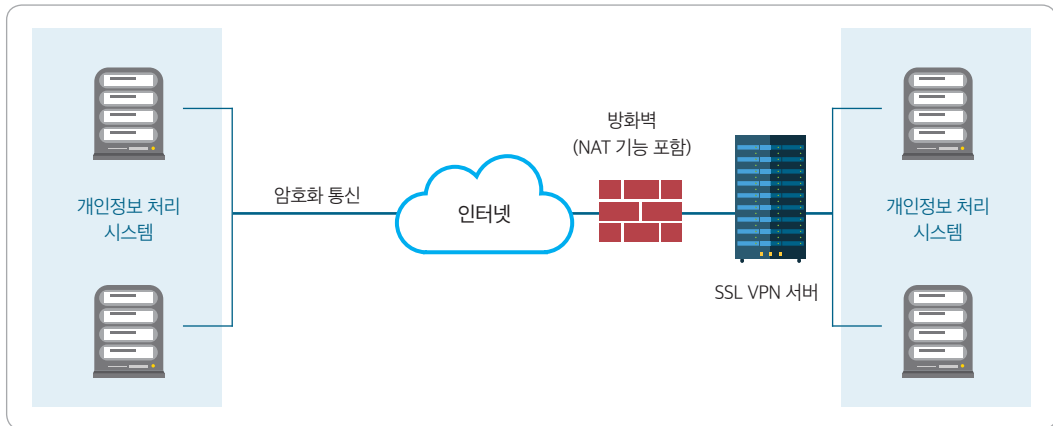 개인정보 처리
시스템
암호화 통신
인터넷
방화벽
(NAT 기능 포함)
SSL VPN 서버
개인정보 처리
시스템